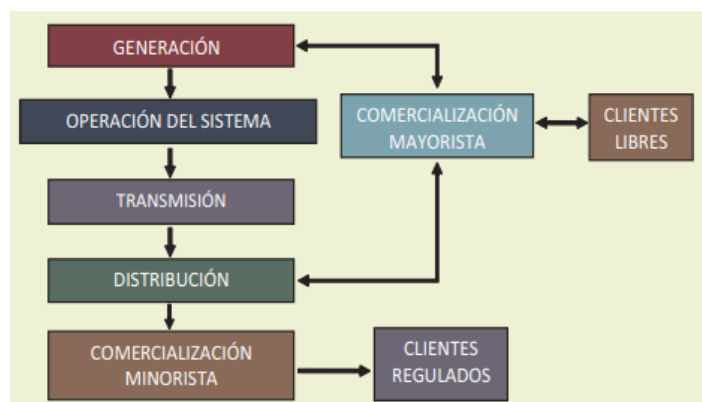 GENERACIÓN
OPERACIÓN DEL SISTEMA
COMERCIALIZACIÓN
MAYORISTA
CLIENTES
LIBRES
TRANSMISIÓN
DISTRIBUCIÓN
COMERCIALIZACIÓN
MINORISTA
CLIENTES
REGULADOS